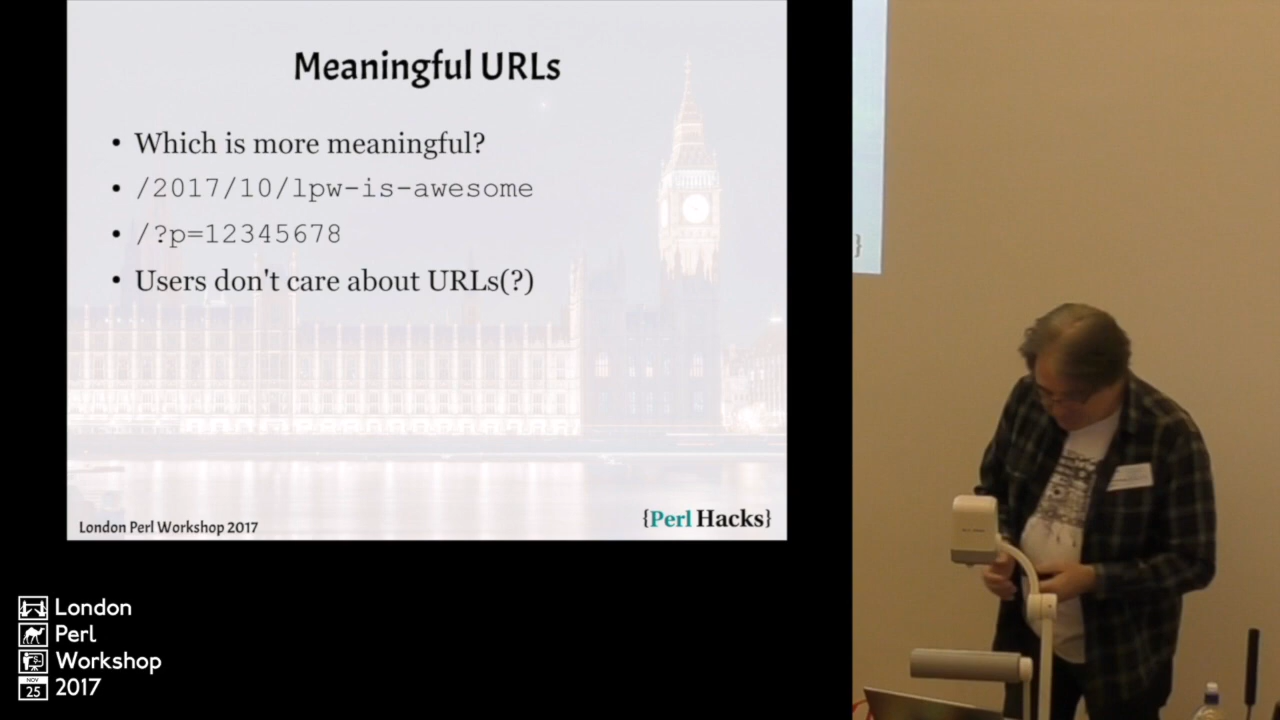 Meaningful URLs
• Which is more meaningful?
• /2017/10/lpw-is-awesome
• /?p=12345678
• Users don't care about URLs(?)
London Perl Workshop 2017
{Perl Hacks}
London
Perl
Workshop
NOV
25
2017